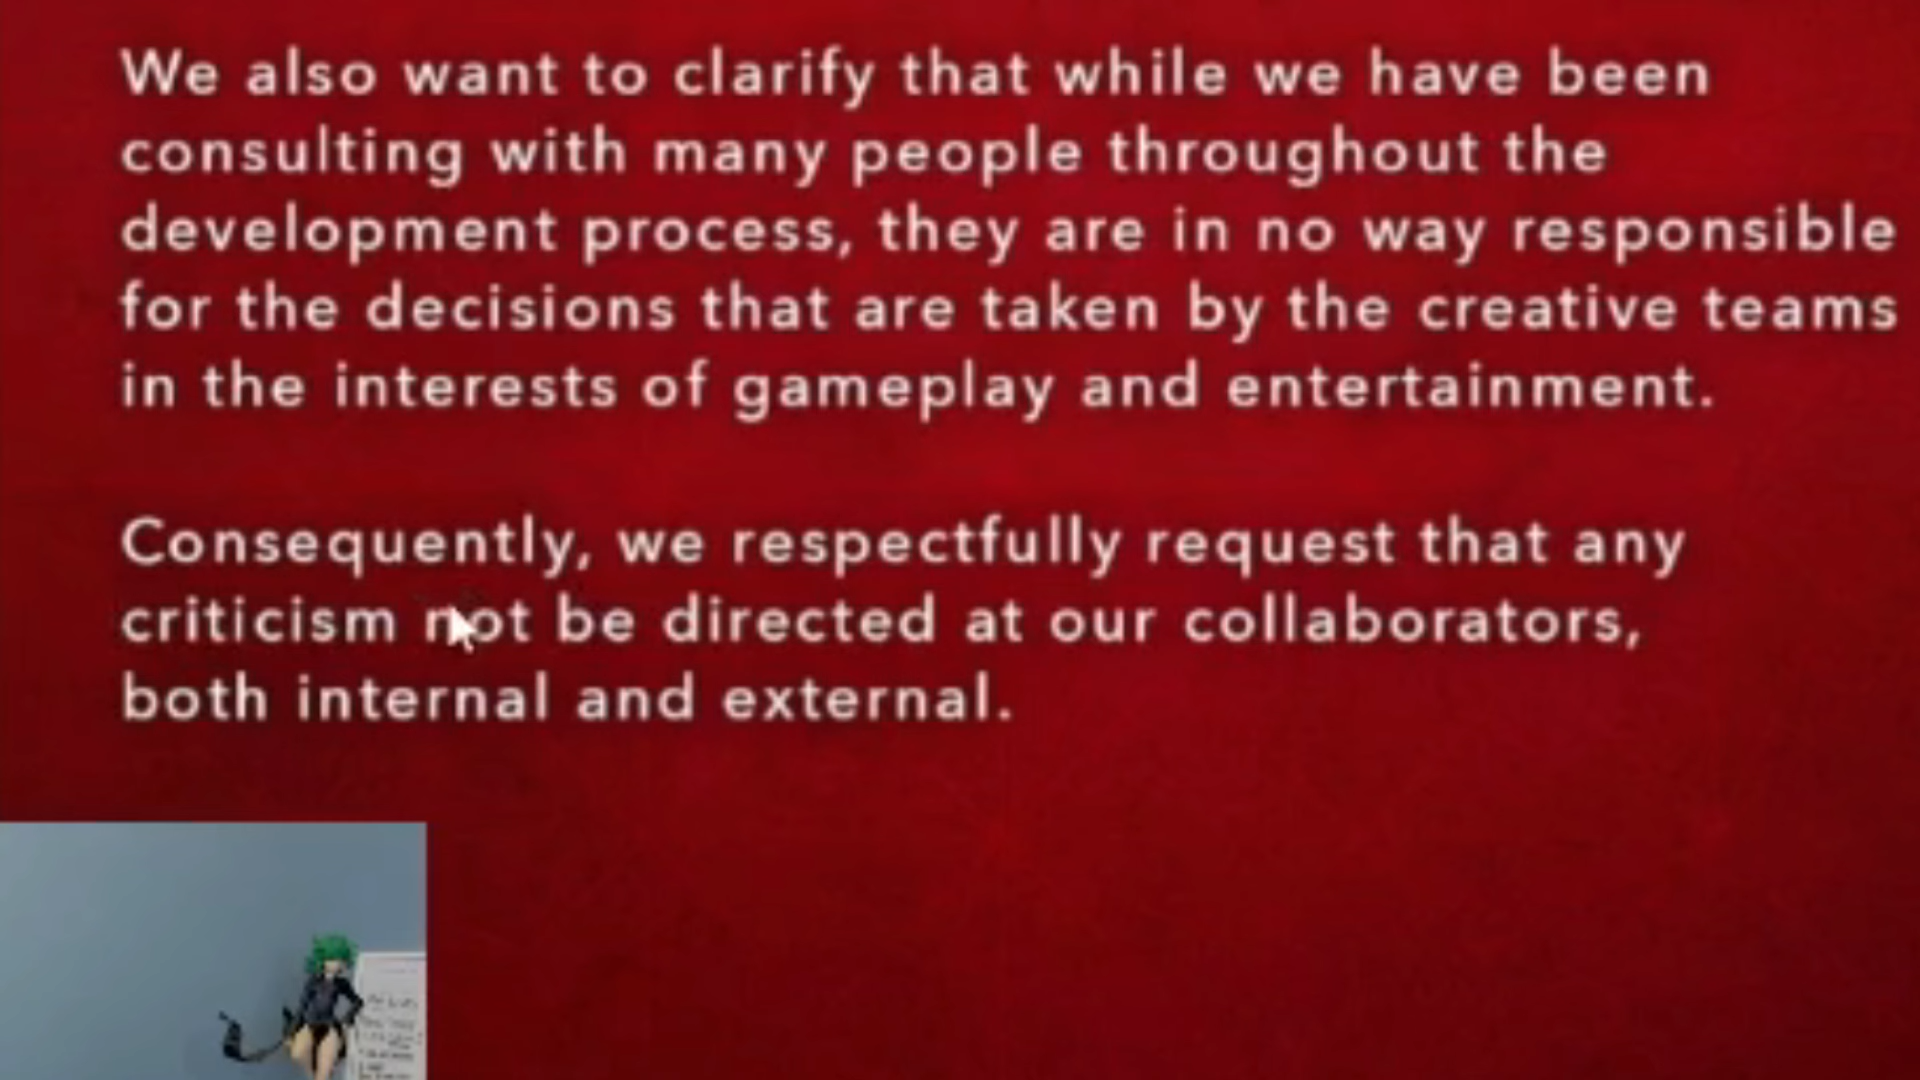 We also want to clarify that while we have been
consulting with many people throughout the
development process, they are in no way responsible
for the decisions that are taken by the creative teams
in the interests of gameplay and entertainment.
Consequently, we respectfully request that any
criticism not be directed at our collaborators,
both internal and external.